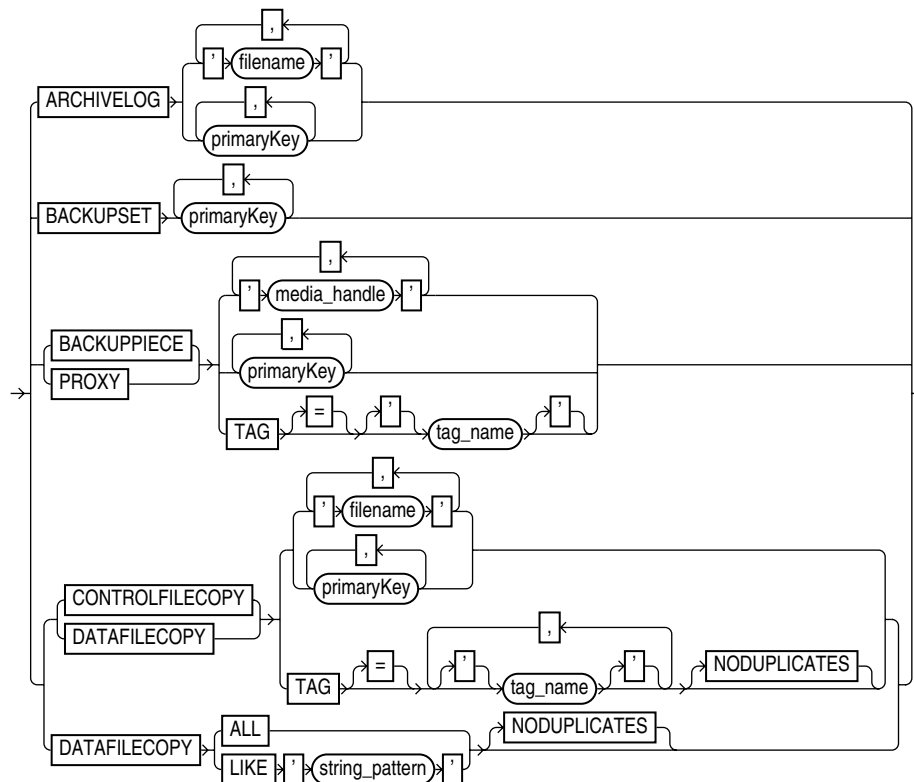 ,
' filename '
ARCHIVELOG
,
primaryKey
,
BACKUPSET primaryKey
,
' media_handle '
BACKUPPIECE
,
primaryKey
PROXY
= ' '
TAG tag_name
,
' filename '
,
primaryKey
CONTROLFILECOPY
DATAFILECOPY
,
= ' ' NODUPLICATES
TAG tag_name
ALL NODUPLICATES
DATAFILECOPY
LIKE ' string_pattern '